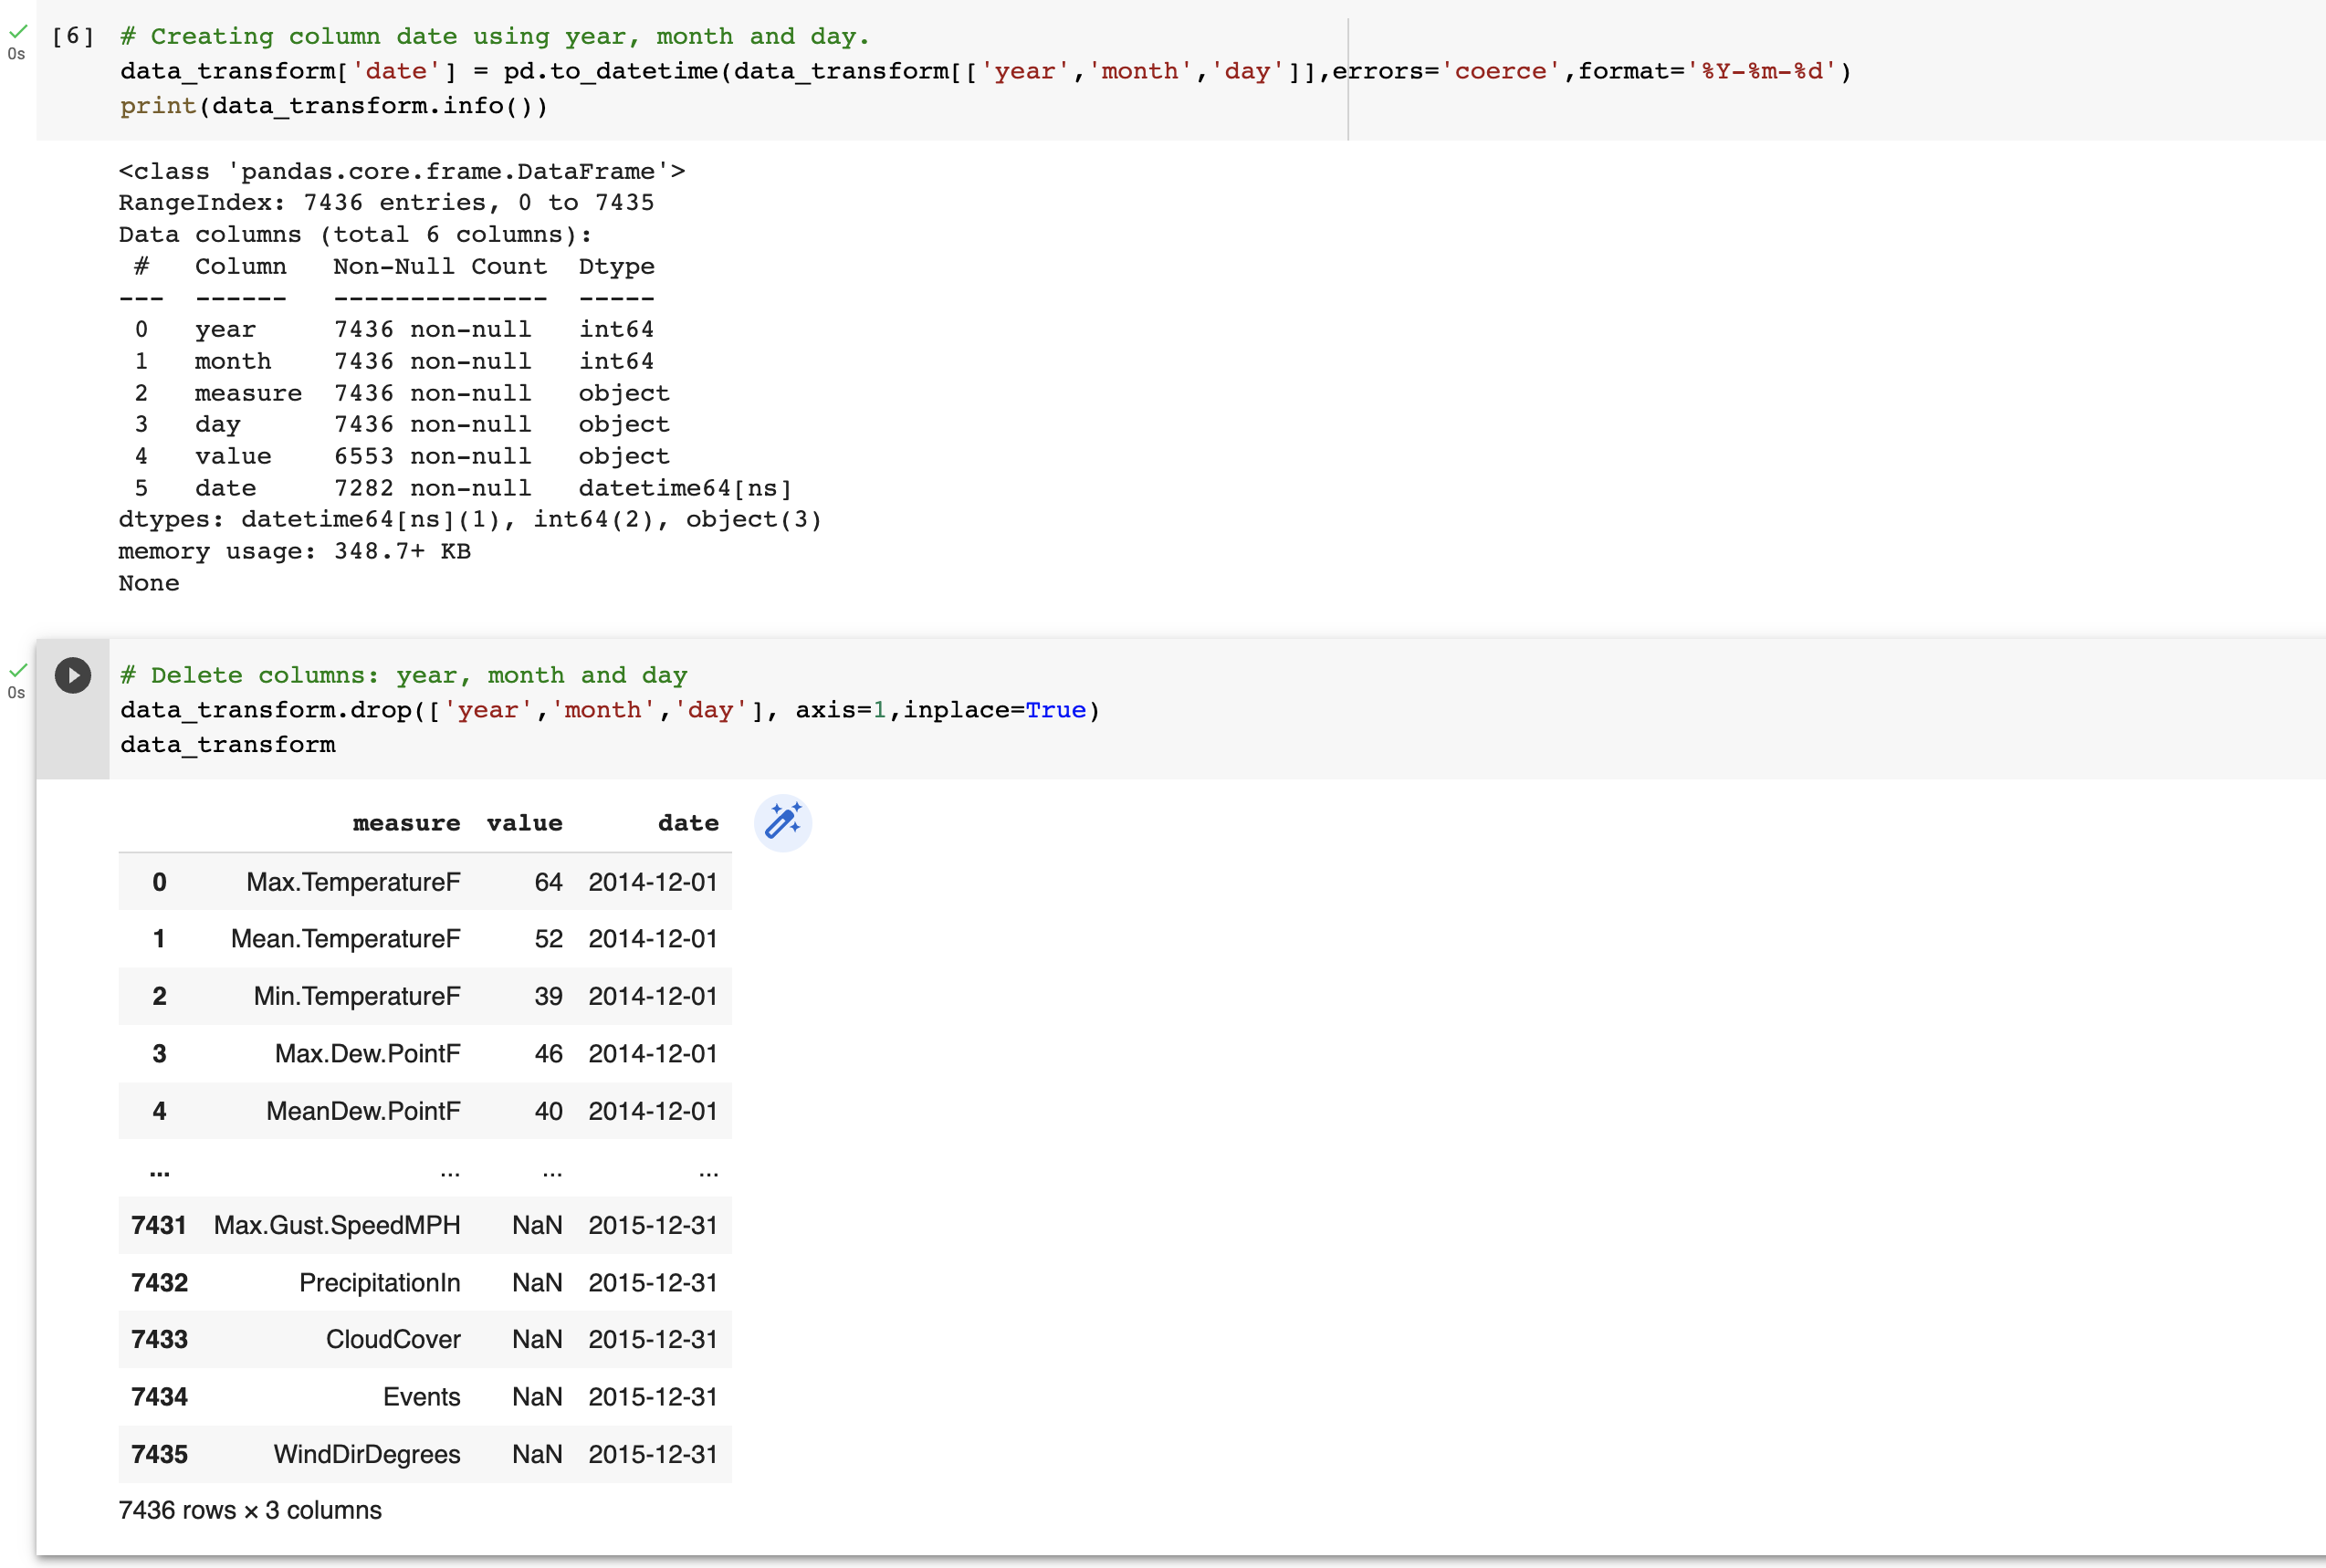 [6] # Creating column date using year, month and day.
0s
data_transform['date'] = pd.to_datetime(data_transform[['year','month','day']],errors='coerce',format='%Y-%m-%d')
print(data_transform.info())
<class 'pandas.core.frame.DataFrame'>
RangeIndex: 7436 entries, 0 to 7435
Data columns (total 6 columns):
 #   Column   Non-Null Count  Dtype
---  ------   --------------  -----
 0   year     7436 non-null   int64
 1   month    7436 non-null   int64
 2   measure  7436 non-null   object
 3   day      7436 non-null   object
 4   value    6553 non-null   object
 5   date     7282 non-null   datetime64[ns]
dtypes: datetime64[ns](1), int64(2), object(3)
memory usage: 348.7+ KB
None
# Delete columns: year, month and day
0s
data_transform.drop(['year','month','day'], axis=1,inplace=True)
data_transform
measure value date
0 Max.TemperatureF 64 2014-12-01
1 Mean.TemperatureF 52 2014-12-01
2 Min.TemperatureF 39 2014-12-01
3 Max.Dew.PointF 46 2014-12-01
4 MeanDew.PointF 40 2014-12-01
... ... ... ...
7431 Max.Gust.SpeedMPH NaN 2015-12-31
7432 PrecipitationIn NaN 2015-12-31
7433 CloudCover NaN 2015-12-31
7434 Events NaN 2015-12-31
7435 WindDirDegrees NaN 2015-12-31
7436 rows × 3 columns